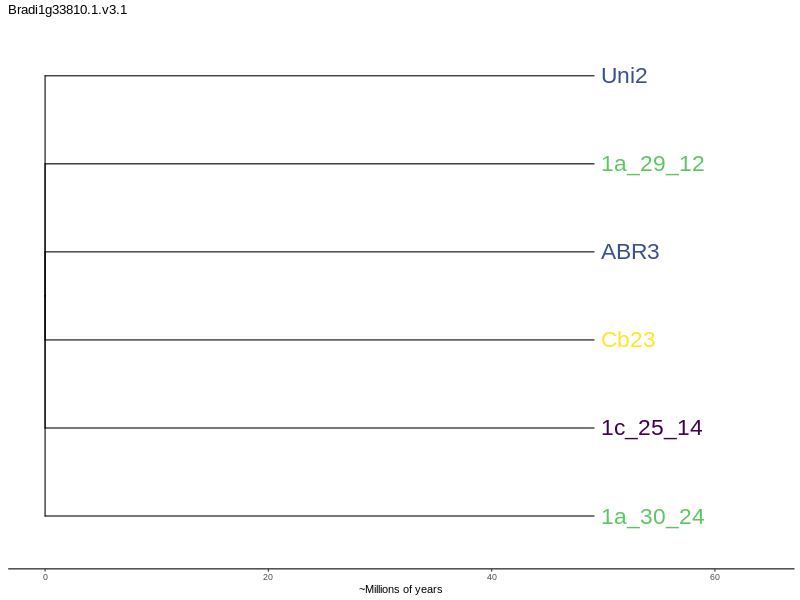 Bradi1g33810.1.v3.1
Uni2
1a_29_12
ABR3
Cb23
1c_25_14
1a_30_24
0 20 40 60
~Millions of years